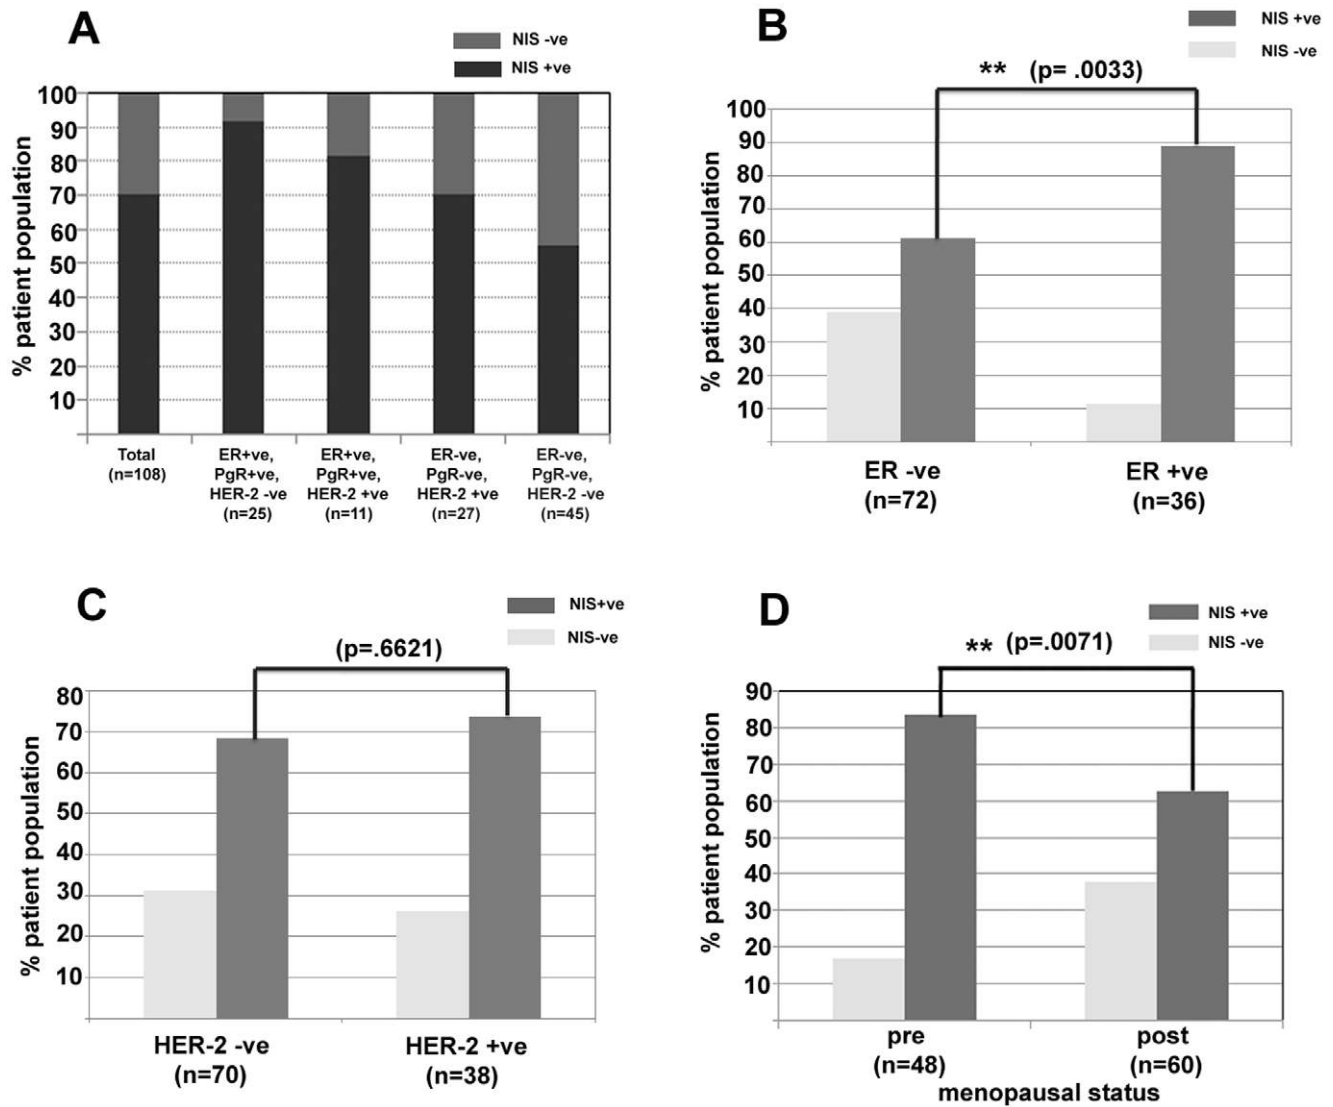 A
NIS -ve
NIS +ve
% patient population
100
90
80
70
60
50
40
30
20
10
Total
(n=108)
ER+ve,
PgR+ve,
HER-2 -ve
(n=25)
ER+ve,
PgR+ve,
HER-2 +ve
(n=11)
ER-ve,
PgR-ve,
HER-2 +ve
(n=27)
ER-ve,
PgR-ve,
HER-2 -ve
(n=45)
B
NIS +ve
NIS -ve
** (p= .0033)
% patient population
100
90
80
70
60
50
40
30
20
10
ER -ve
(n=72)
ER +ve
(n=36)
C
NIS+ve
NIS-ve
(p=.6621)
% patient population
80
70
60
50
40
30
20
10
HER-2 -ve
(n=70)
HER-2 +ve
(n=38)
D
NIS +ve
NIS -ve
** (p=.0071)
% patient population
90
80
70
60
50
40
30
20
10
pre
(n=48)
post
(n=60)
menopausal status